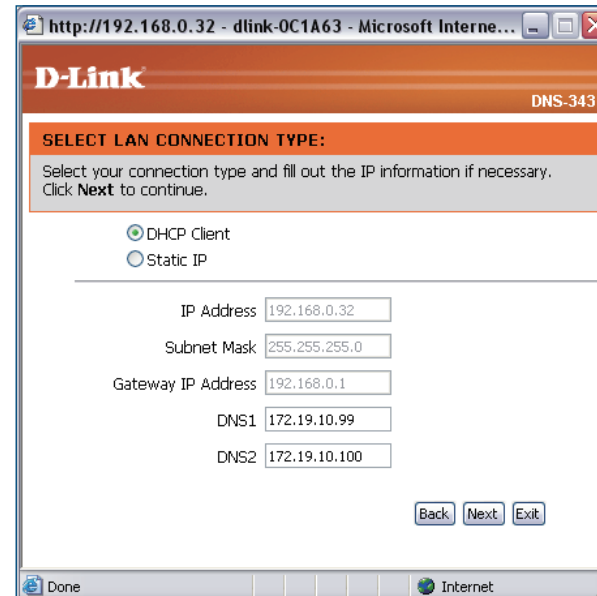 http://192.168.0.32 - dlink-0C1A63 - Microsoft Interne...
D-Link
DNS-343
SELECT LAN CONNECTION TYPE:
Select your connection type and fill out the IP information if necessary.
Click Next to continue.
DHCP Client
Static IP
IP Address 192.168.0.32
Subnet Mask 255.255.255.0
Gateway IP Address 192.168.0.1
DNS1 172.19.10.99
DNS2 172.19.10.100
Back Next Exit
Done Internet